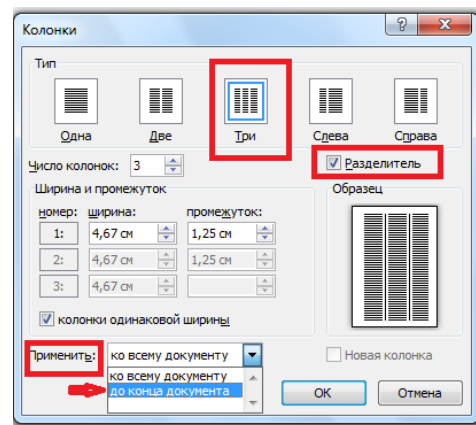 Колонки
Тип
Одна Две Три Слева Справа
Число колонок: 3 Разделитель
Ширина и промежуток Образец
номер: ширина: промежуток:
1: 4,67 см 1,25 см
2: 4,67 см 1,25 см
3: 4,67 см
колонки одинаковой ширины
Применить: ко всему документу Новая колонка
ко всему документу
до конца документа ОК Отмена